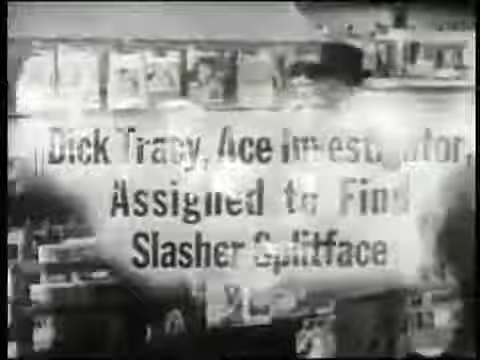 Dick Tracy, Ace Investigator,
Assigned to Find
Slasher Splitface